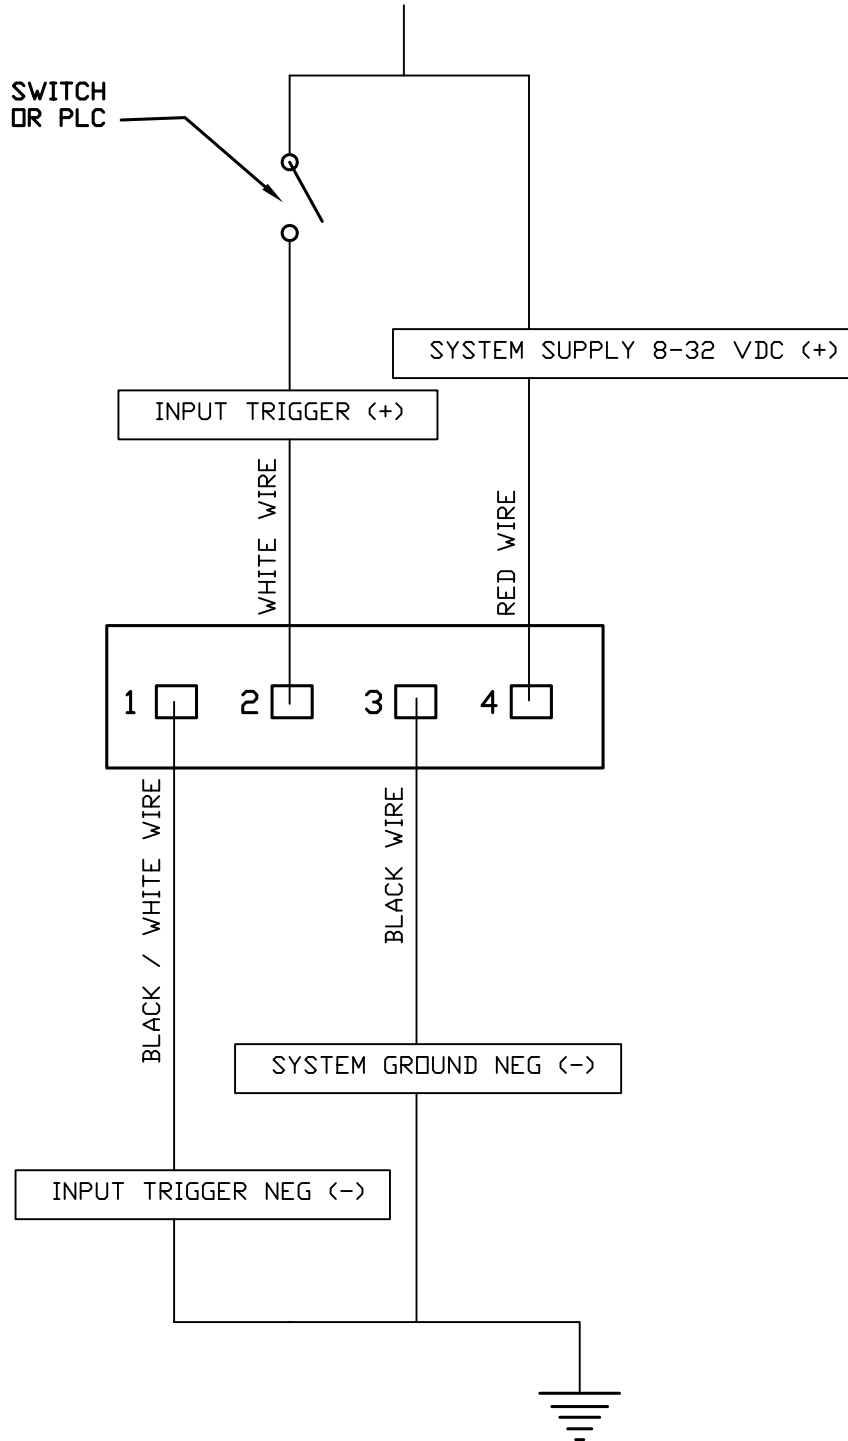 SWITCH
OR PLC
SYSTEM SUPPLY 8-32 VDC (+)
INPUT TRIGGER (+)
WHITE WIRE
RED WIRE
1
2
3
4
BLACK / WHITE WIRE
BLACK WIRE
SYSTEM GROUND NEG (-)
INPUT TRIGGER NEG (-)